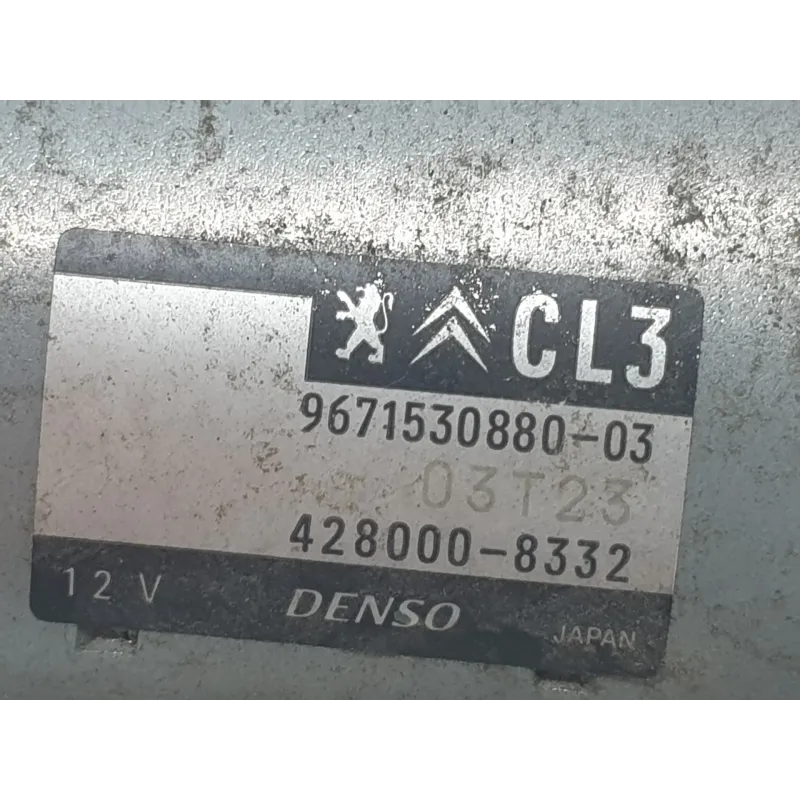 CL3
9671530880-03
03T23
428000-8332
12 V DENSO JAPAN